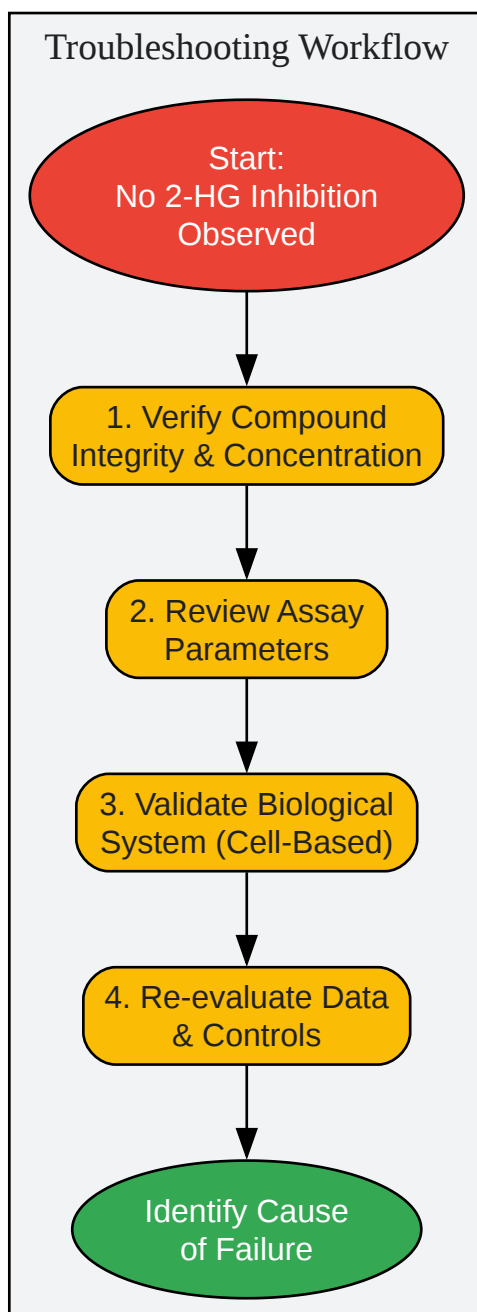 Troubleshooting Workflow
Start:
No 2-HG Inhibition
Observed
1. Verify Compound
Integrity & Concentration
2. Review Assay
Parameters
3. Validate Biological
System (Cell-Based)
4. Re-evaluate Data
& Controls
Identify Cause
of Failure